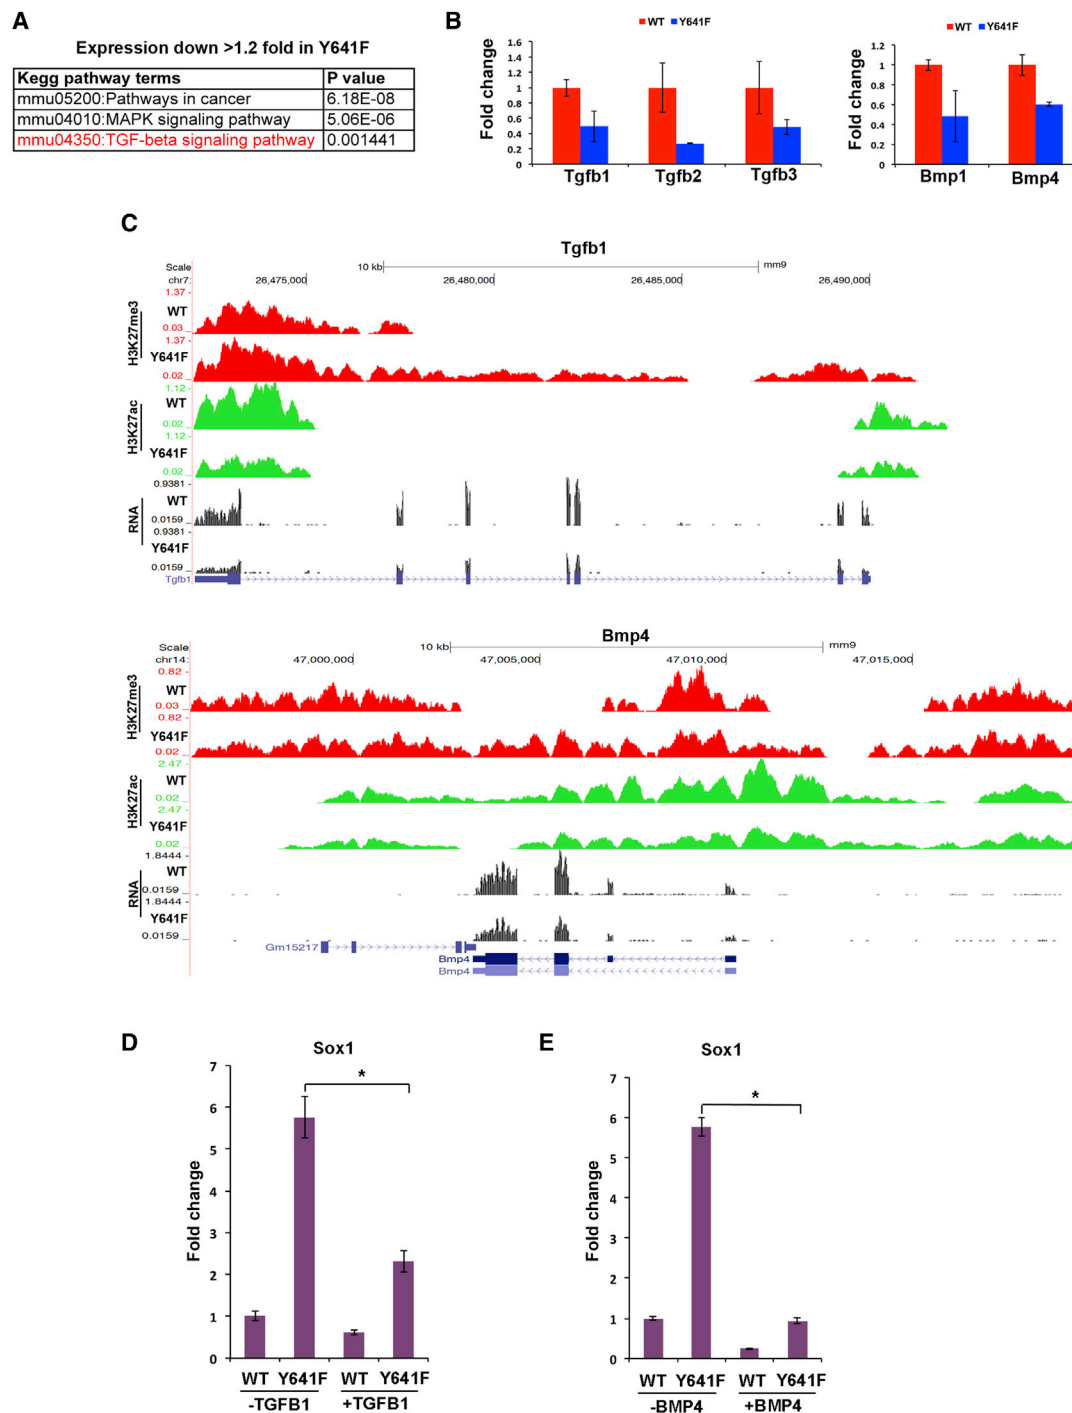 A
Expression down >1.2 fold in Y641F
Kegg pathway terms P value
mmu05200:Pathways in cancer 6.18E-08
mmu04010:MAPK signaling pathway 5.06E-06
mmu04350:TGF-beta signaling pathway 0.001441
B
WT Y641F
Fold change
1.6
1.4
1.2
1
0.8
0.6
0.4
0.2
0
Tgfb1 Tgfb2 Tgfb3
WT Y641F
Fold change
1.2
1
0.8
0.6
0.4
0.2
0
Bmp1 Bmp4
C
Tgfb1
Scale 10 kb mm9
chr7: 26,475,000 26,480,000 26,485,000 26,490,000
H3K27me3
1.37 -
WT
0.03 _
1.37 -
Y641F
0.02 _
H3K27ac
1.12 -
WT
0.02 _
1.12 -
Y641F
0.02 _
RNA
0.9381 -
WT
0.0159 _
0.9381 -
Y641F
0.0159 _
Tgfb1
Bmp4
Scale 10 kb mm9
chr14: 47,000,000 47,005,000 47,010,000 47,015,000
H3K27me3
0.82 -
WT
0.03 _
0.82 -
Y641F
0.02 _
H3K27ac
2.47 -
WT
0.02 _
2.47 -
Y641F
0.02 _
RNA
1.8444 -
WT
0.0159 _
1.8444 -
Y641F
0.0159 _
Gm15217
Bmp4
Bmp4
D
Sox1
Fold change
7
6
5
4
3
2
1
0
*
WT Y641F WT Y641F
-TGFB1 +TGFB1
E
Sox1
Fold change
7
6
5
4
3
2
1
0
*
WT Y641F WT Y641F
-BMP4 +BMP4